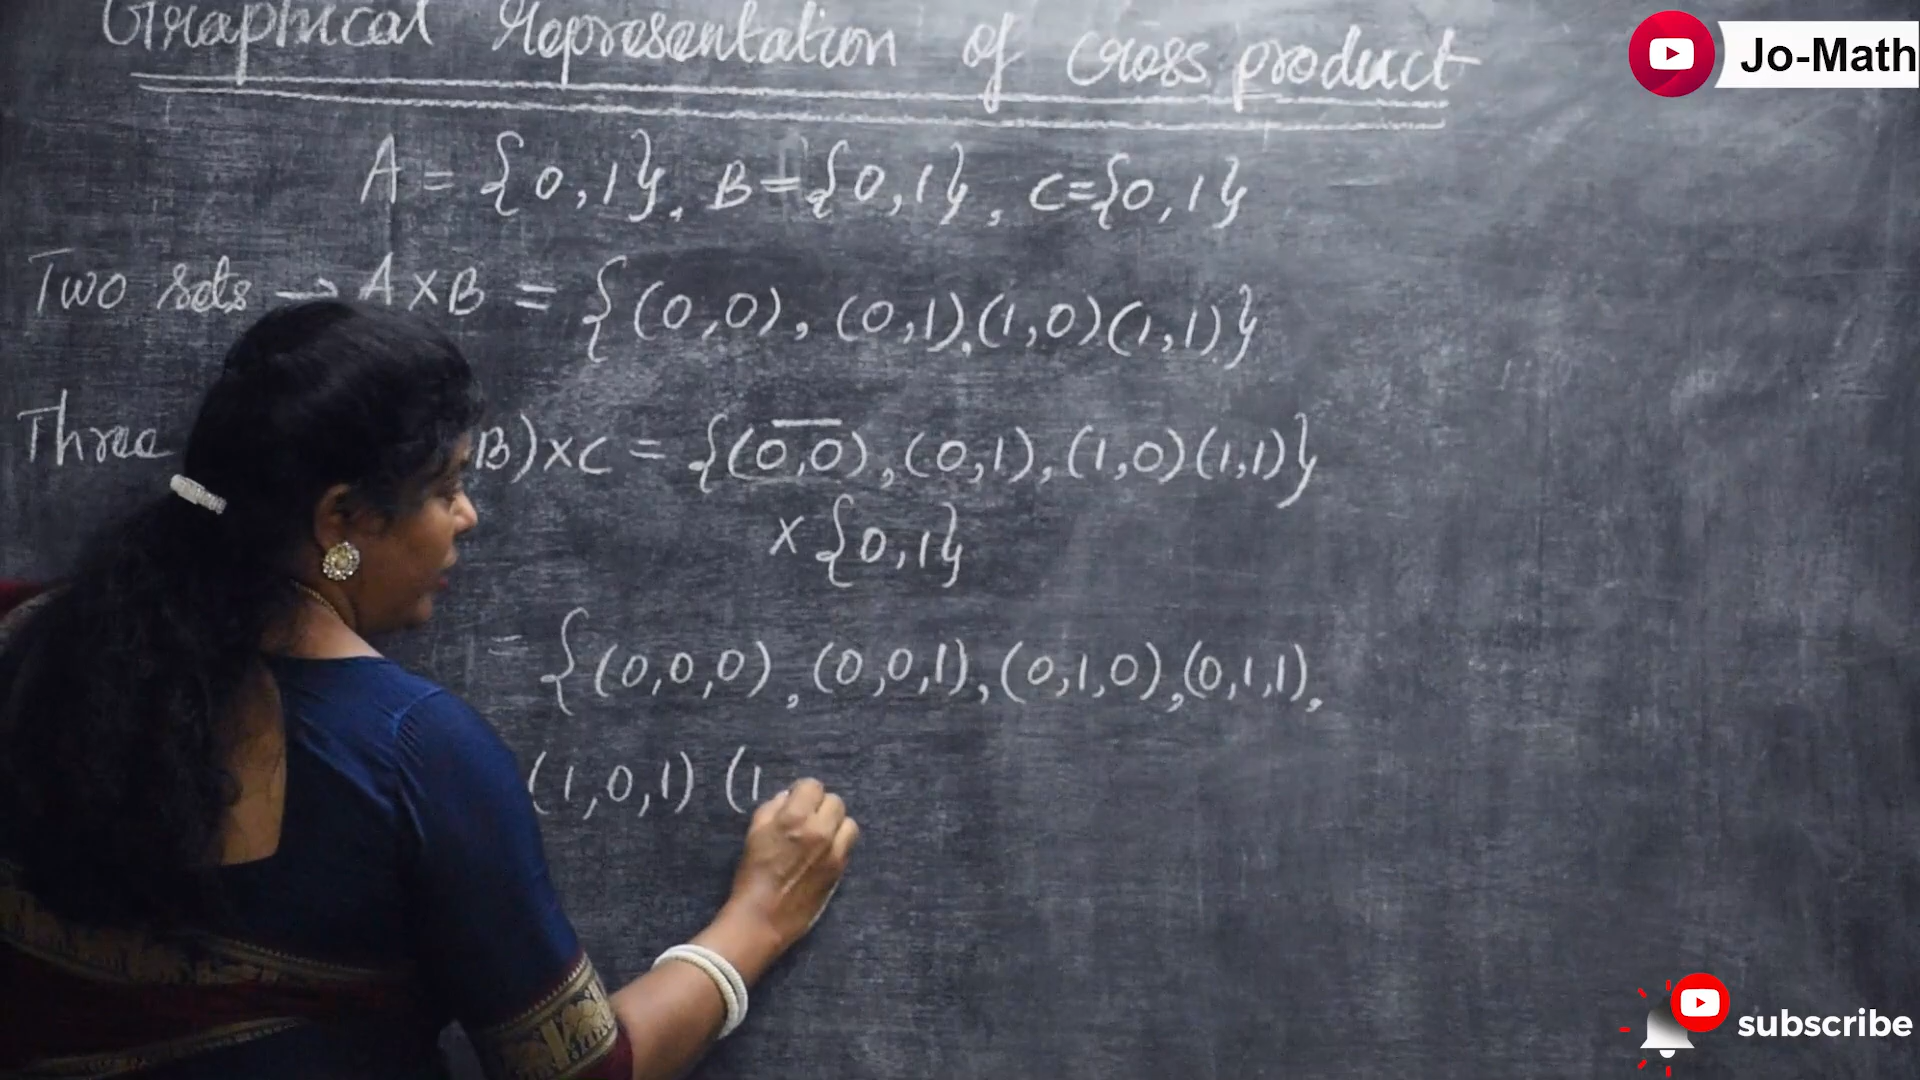 Graphical Representation of Cross product
Jo-Math
A = {0,1}, B = {0,1}, C={0,1}
Two sets → A×B = {(0,0), (0,1),(1,0)(1,1)}
Three B)×C = {(0,0),(0,1),(1,0)(1,1)}
× {0,1}
= {(0,0,0), (0,0,1), (0,1,0),(0,1,1),
(1,0,1) (1,
subscribe